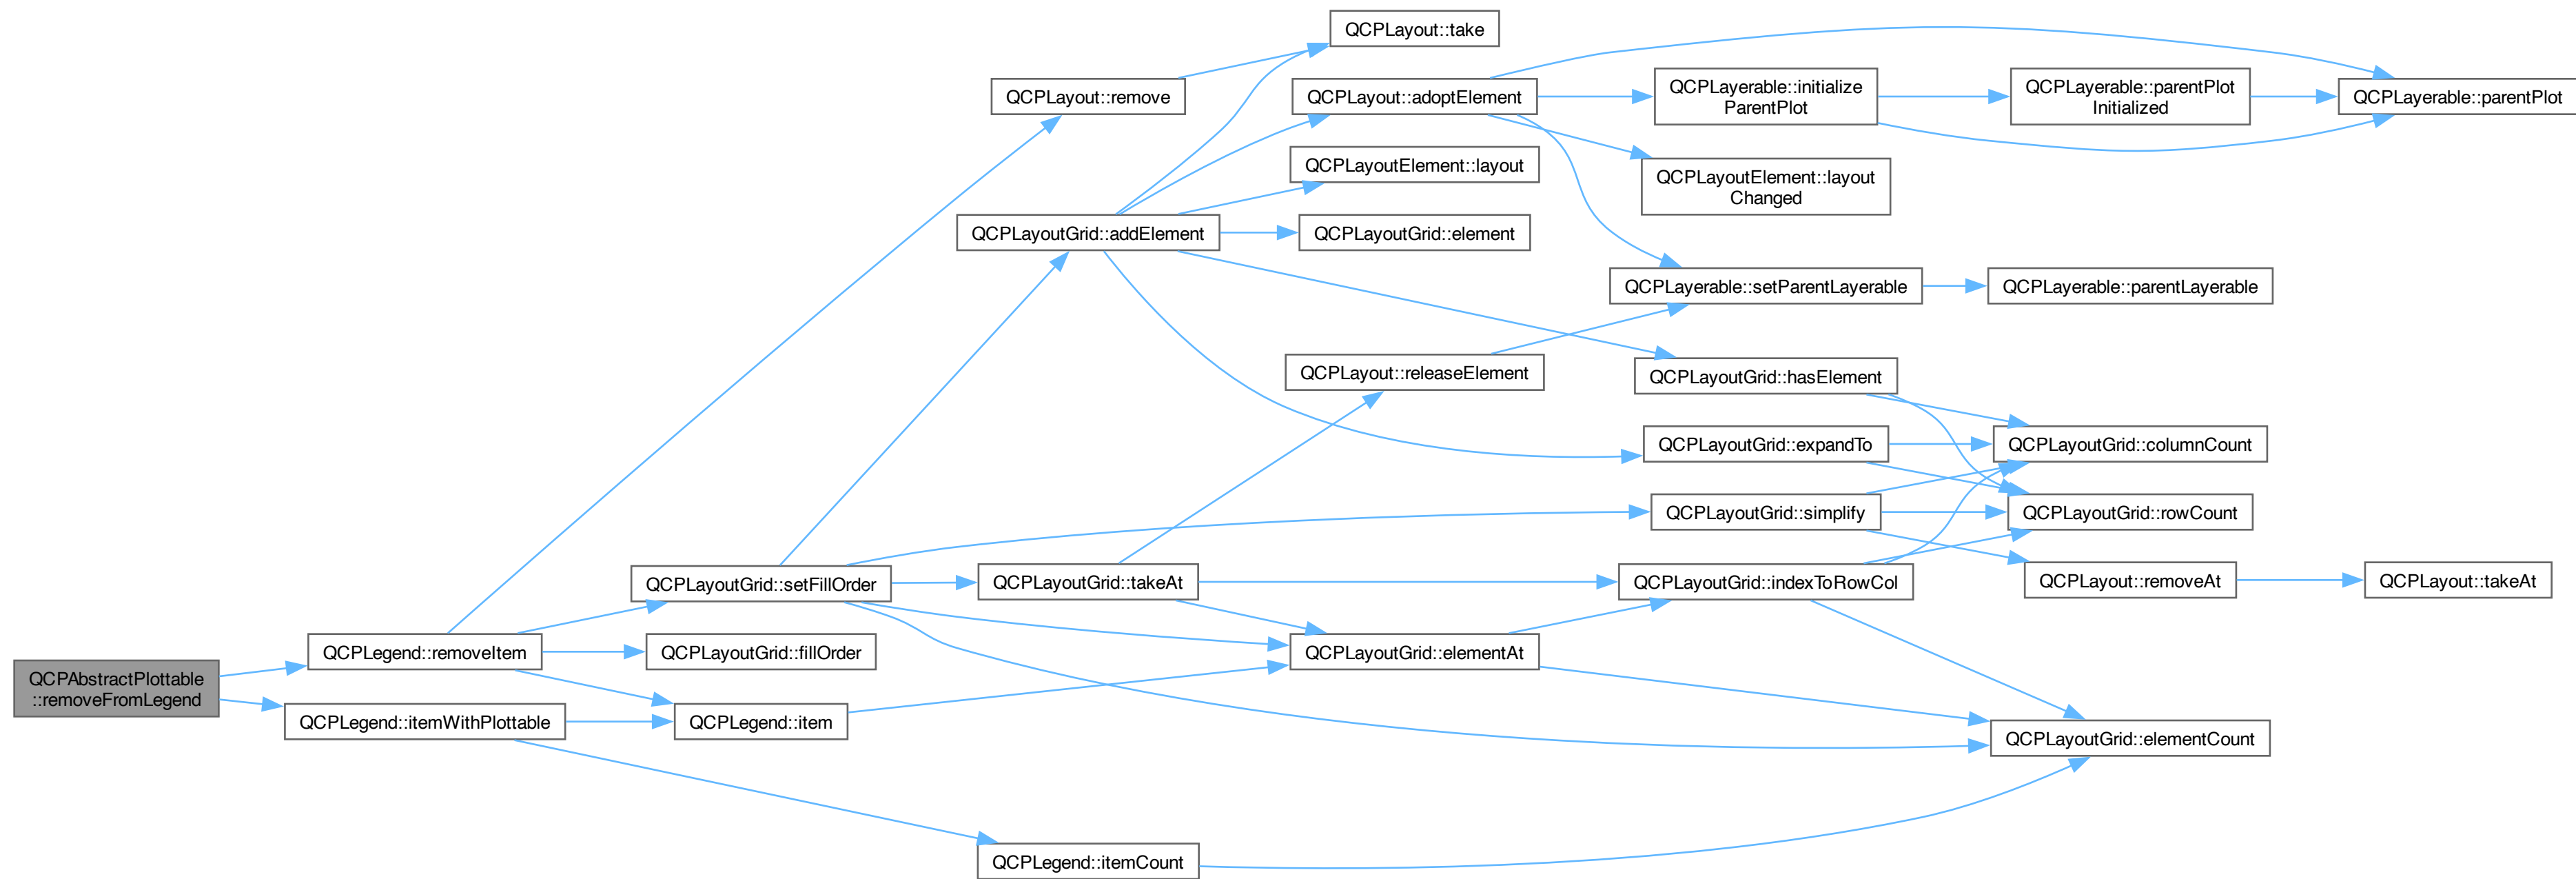 QCPAbstractPlottable
::removeFromLegend
QCPLegend::removeItem
QCPLegend::itemWithPlottable
QCPLayoutGrid::setFillOrder
QCPLayoutGrid::fillOrder
QCPLegend::item
QCPLayout::remove
QCPLayoutGrid::addElement
QCPLayoutGrid::takeAt
QCPLegend::itemCount
QCPLayout::take
QCPLayout::adoptElement
QCPLayoutElement::layout
QCPLayoutGrid::element
QCPLayout::releaseElement
QCPLayoutGrid::elementAt
QCPLayerable::initialize
ParentPlot
QCPLayoutElement::layout
Changed
QCPLayerable::setParentLayerable
QCPLayoutGrid::hasElement
QCPLayoutGrid::expandTo
QCPLayoutGrid::simplify
QCPLayoutGrid::indexToRowCol
QCPLayerable::parentPlot
Initialized
QCPLayerable::parentLayerable
QCPLayoutGrid::columnCount
QCPLayoutGrid::rowCount
QCPLayout::removeAt
QCPLayoutGrid::elementCount
QCPLayerable::parentPlot
QCPLayout::takeAt